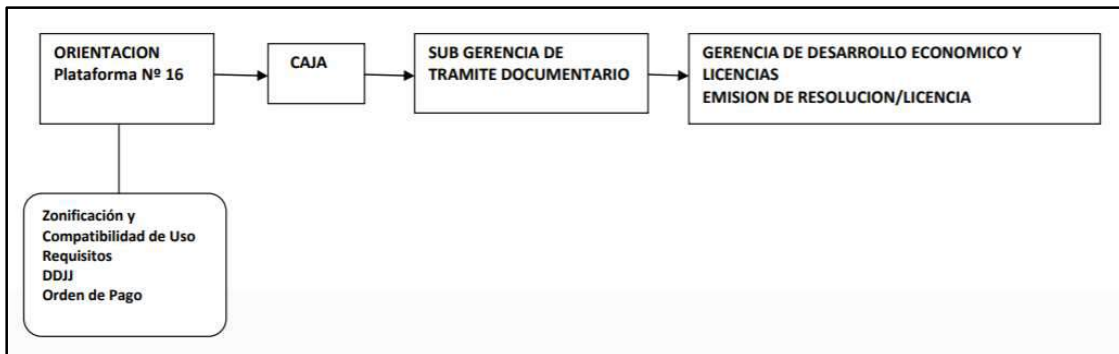 ORIENTACION
Plataforma Nº 16
CAJA
SUB GERENCIA DE
TRAMITE DOCUMENTARIO
GERENCIA DE DESARROLLO ECONOMICO Y
LICENCIAS
EMISION DE RESOLUCION/LICENCIA
Zonificación y
Compatibilidad de Uso
Requisitos
DDJJ
Orden de Pago